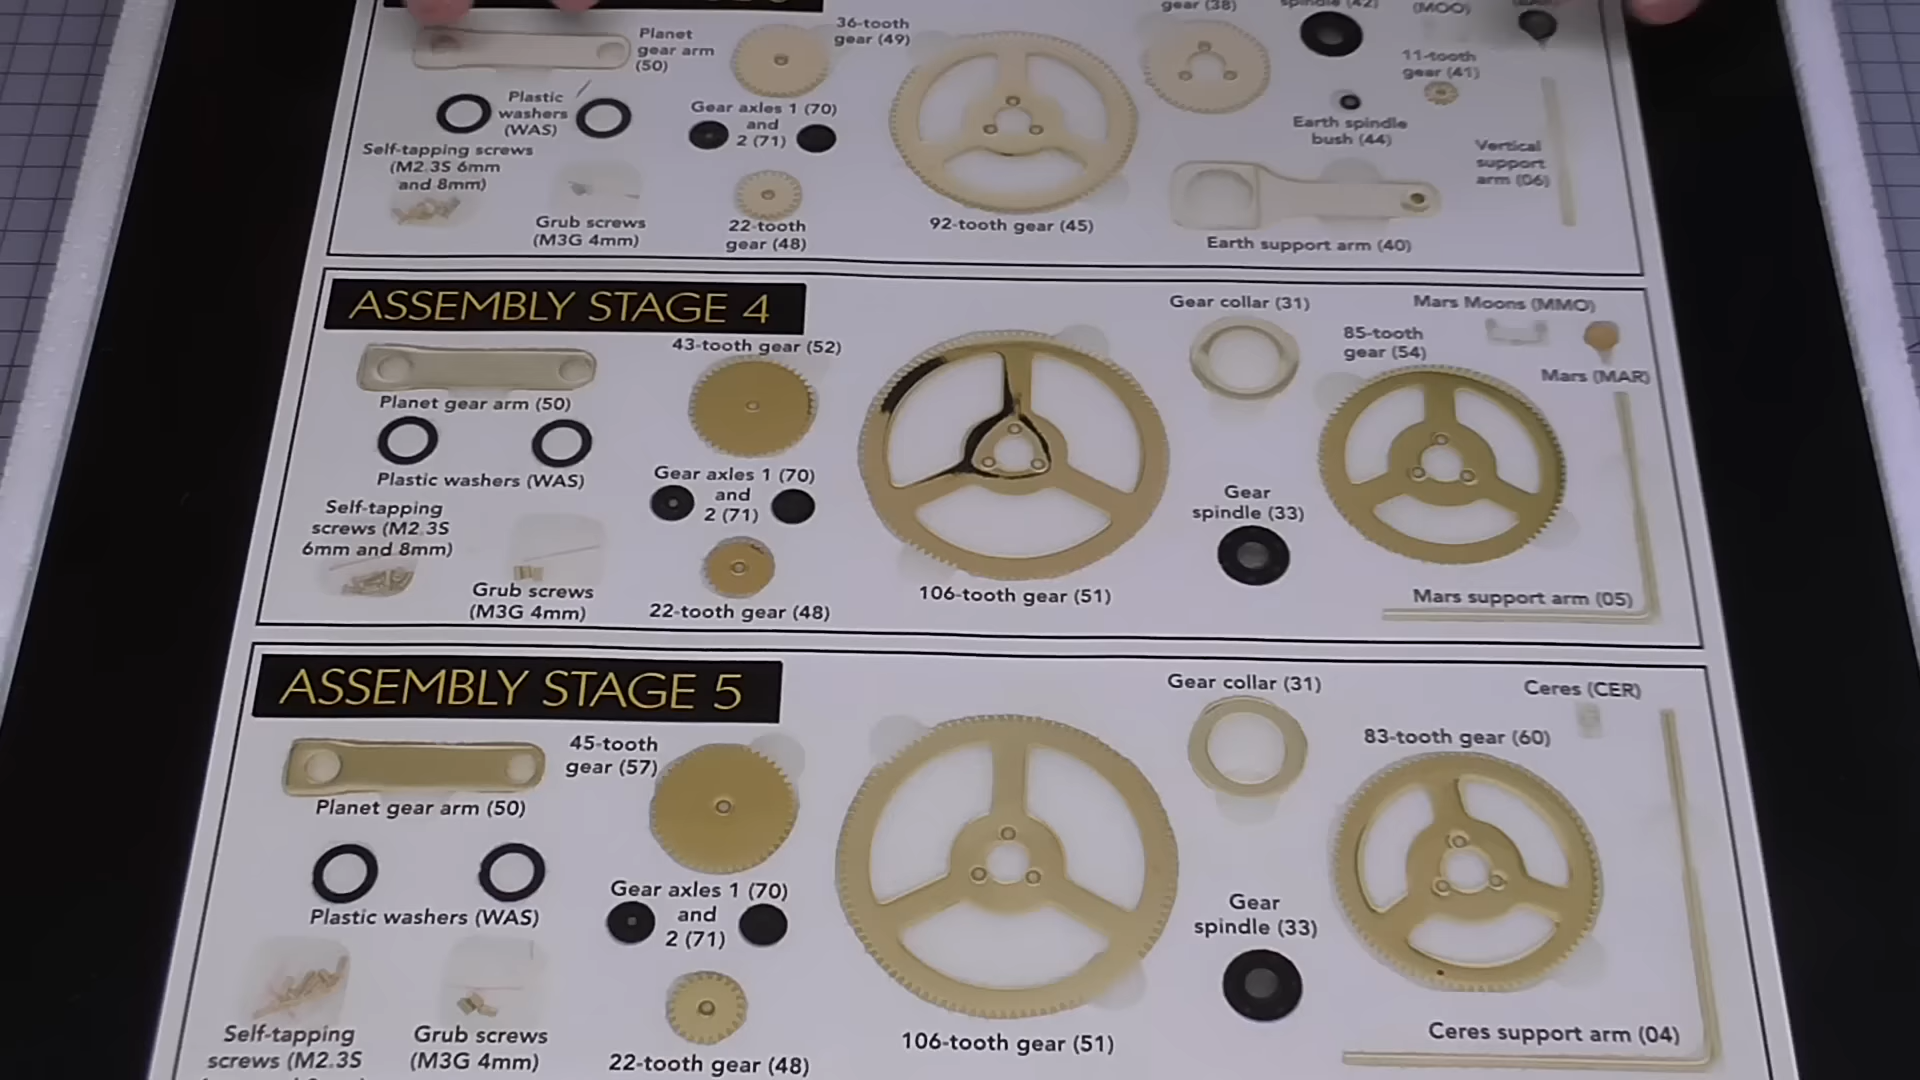 gear (38)
(MOO)
Planet
gear arm
(50)
36-tooth
gear (49)
11-tooth
gear (41)
Plastic
washers
(WAS)
Gear axles 1 (70)
and
2 (71)
Earth spindle
bush (44)
Self-tapping screws
(M2.3S 6mm
and 8mm)
Vertical
support
arm (06)
Grub screws
(M3G 4mm)
22-tooth
gear (48)
92-tooth gear (45)
Earth support arm (40)
ASSEMBLY STAGE 4
43-tooth gear (52)
Gear collar (31)
Mars Moons (MMO)
85-tooth
gear (54)
Mars (MAR)
Planet gear arm (50)
Plastic washers (WAS)
Gear axles 1 (70)
and
2 (71)
Gear
spindle (33)
Self-tapping
screws (M2.3S
6mm and 8mm)
Grub screws
(M3G 4mm)
22-tooth gear (48)
106-tooth gear (51)
Mars support arm (05)
ASSEMBLY STAGE 5
45-tooth
gear (57)
Gear collar (31)
Ceres (CER)
83-tooth gear (60)
Planet gear arm (50)
Plastic washers (WAS)
Gear axles 1 (70)
and
2 (71)
Gear
spindle (33)
Self-tapping
screws (M2.3S
Grub screws
(M3G 4mm)
22-tooth gear (48)
106-tooth gear (51)
Ceres support arm (04)